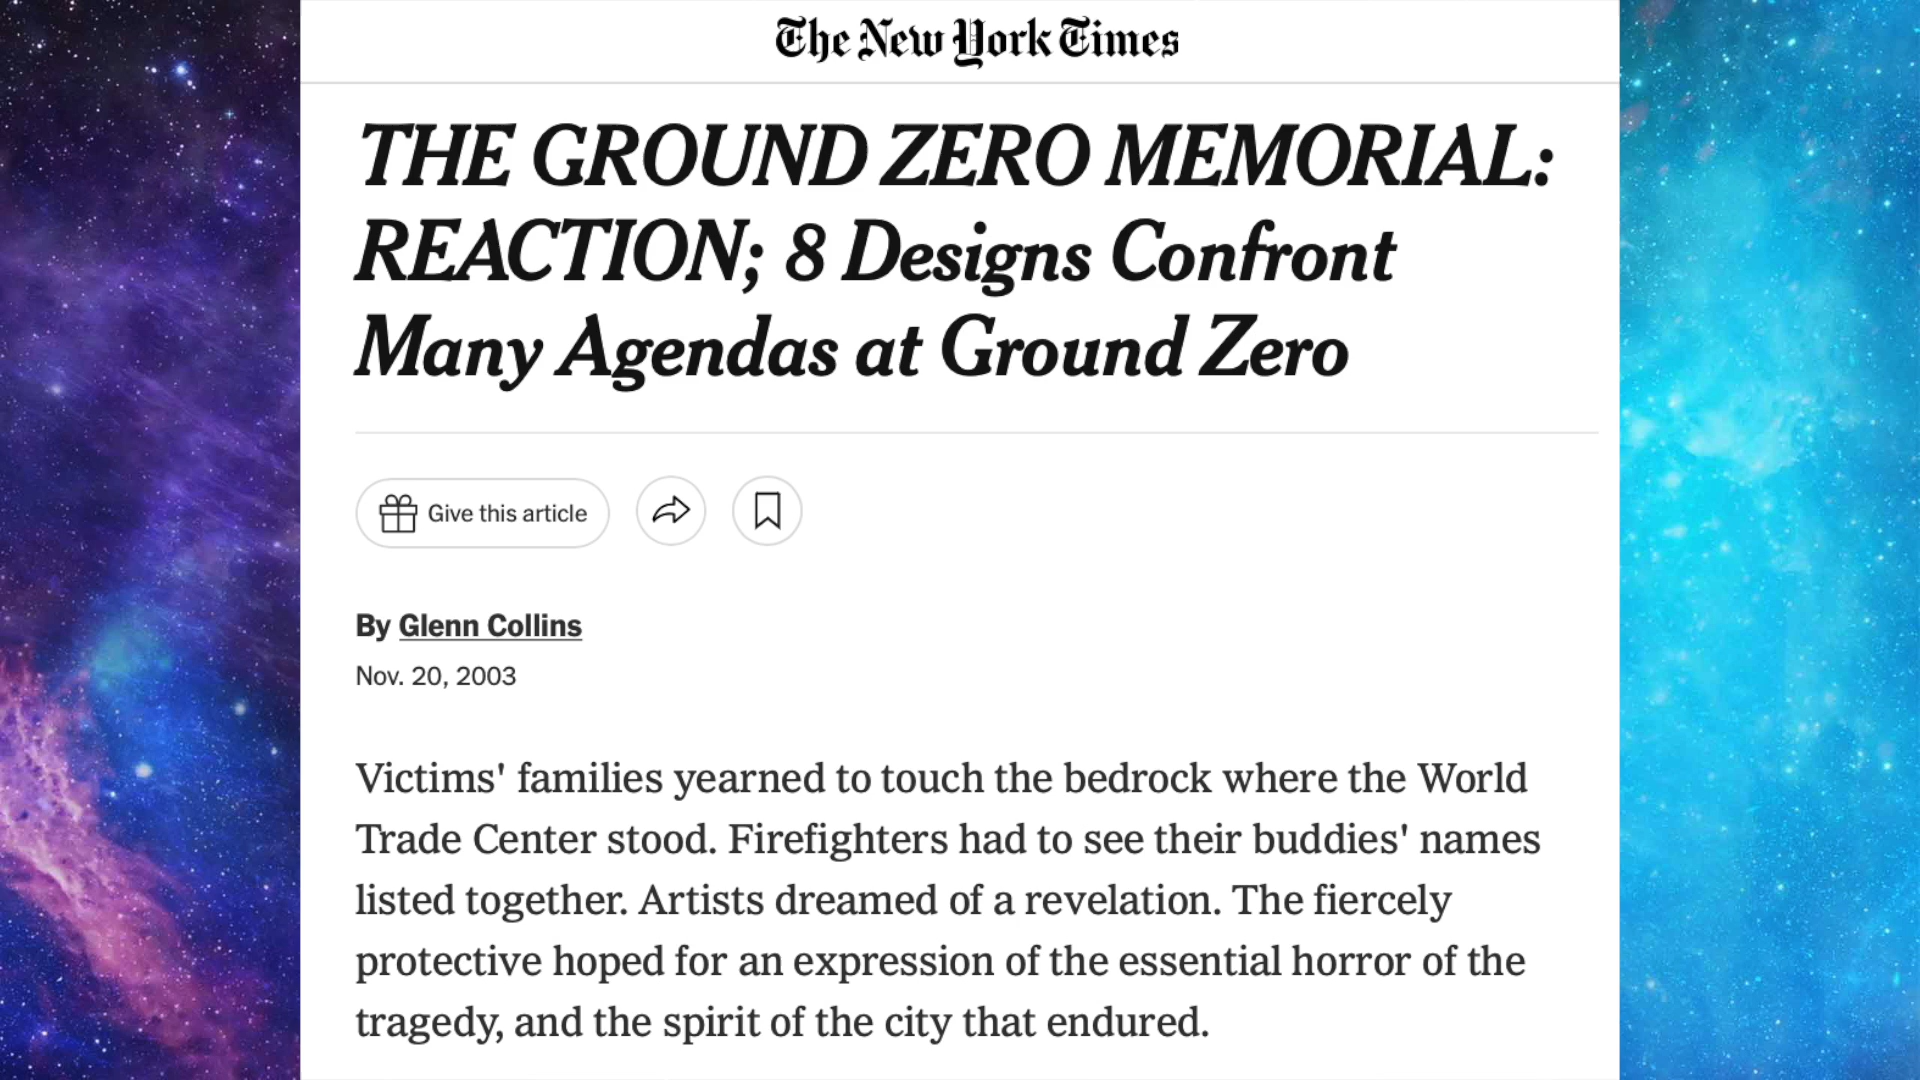 The New York Times
THE GROUND ZERO MEMORIAL:
REACTION; 8 Designs Confront
Many Agendas at Ground Zero
Give this article
By Glenn Collins
Nov. 20, 2003
Victims' families yearned to touch the bedrock where the World
Trade Center stood. Firefighters had to see their buddies' names
listed together. Artists dreamed of a revelation. The fiercely
protective hoped for an expression of the essential horror of the
tragedy, and the spirit of the city that endured.